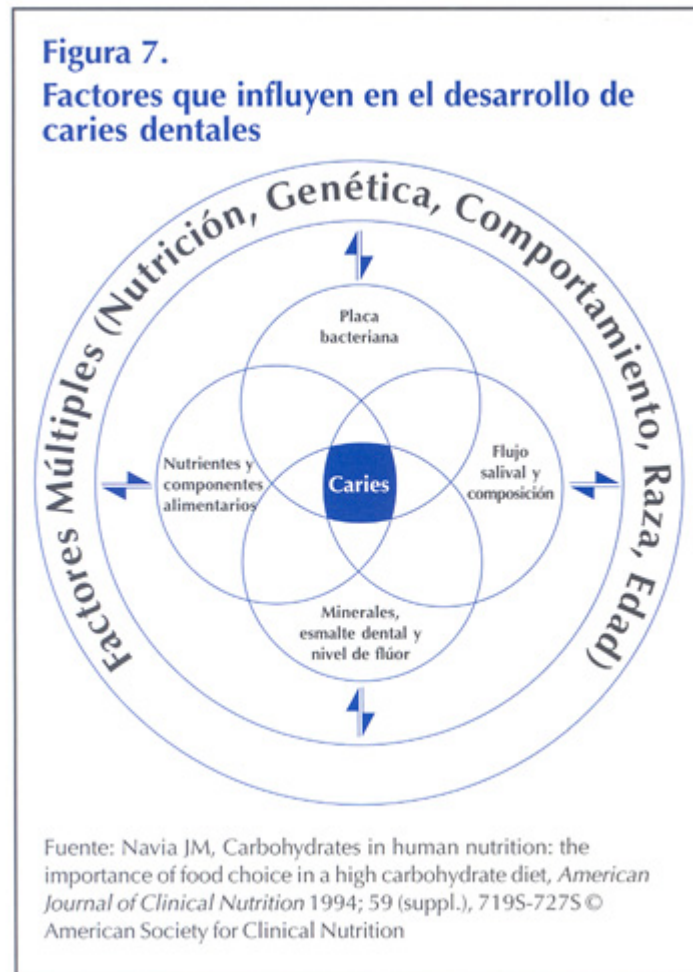 Figura 7.
Factores que influyen en el desarrollo de
caries dentales
Factores Múltiples (Nutrición, Genética, Comportamiento, Raza, Edad)
Placa
bacteriana
Nutrientes y
componentes
alimentarios
Caries
Flujo
salival y
composición
Minerales,
esmalte dental y
nivel de flúor
Fuente: Navia JM, Carbohydrates in human nutrition: the
importance of food choice in a high carbohydrate diet, American
Journal of Clinical Nutrition 1994; 59 (suppl.), 719S-727S ©
American Society for Clinical Nutrition